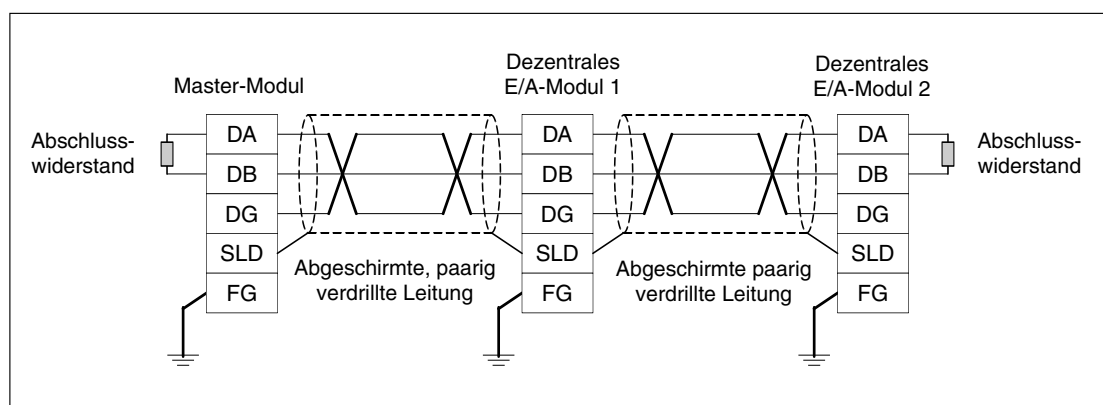 Master-Modul
Dezentrales
E/A-Modul 1
Dezentrales
E/A-Modul 2
Abschluss-
widerstand
DA
DB
DG
SLD
FG
Abgeschirmte, paarig
verdrillte Leitung
DA
DB
DG
SLD
FG
Abgeschirmte paarig
verdrillte Leitung
DA
DB
DG
SLD
FG
Abschluss-
widerstand